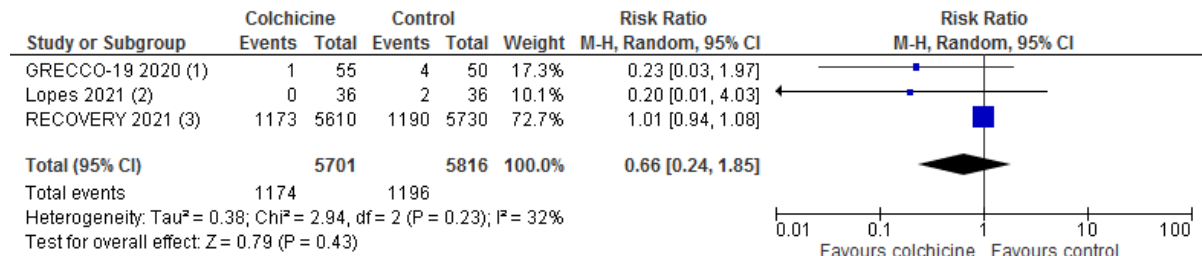 Colchicine Control Risk Ratio Risk Ratio
Study or Subgroup Events Total Events Total Weight M-H, Random, 95% CI M-H, Random, 95% CI
GRECCO-19 2020 (1) 1 55 4 50 17.3% 0.23 [0.03, 1.97]
Lopes 2021 (2) 0 36 2 36 10.1% 0.20 [0.01, 4.03]
RECOVERY 2021 (3) 1173 5610 1190 5730 72.7% 1.01 [0.94, 1.08]
Total (95% CI) 5701 5816 100.0% 0.66 [0.24, 1.85]
Total events 1174 1196
Heterogeneity: Tau² = 0.38; Chi² = 2.94, df = 2 (P = 0.23); I² = 32%
Test for overall effect: Z = 0.79 (P = 0.43)
0.01 0.1 1 10 100
Favours colchicine Favours control